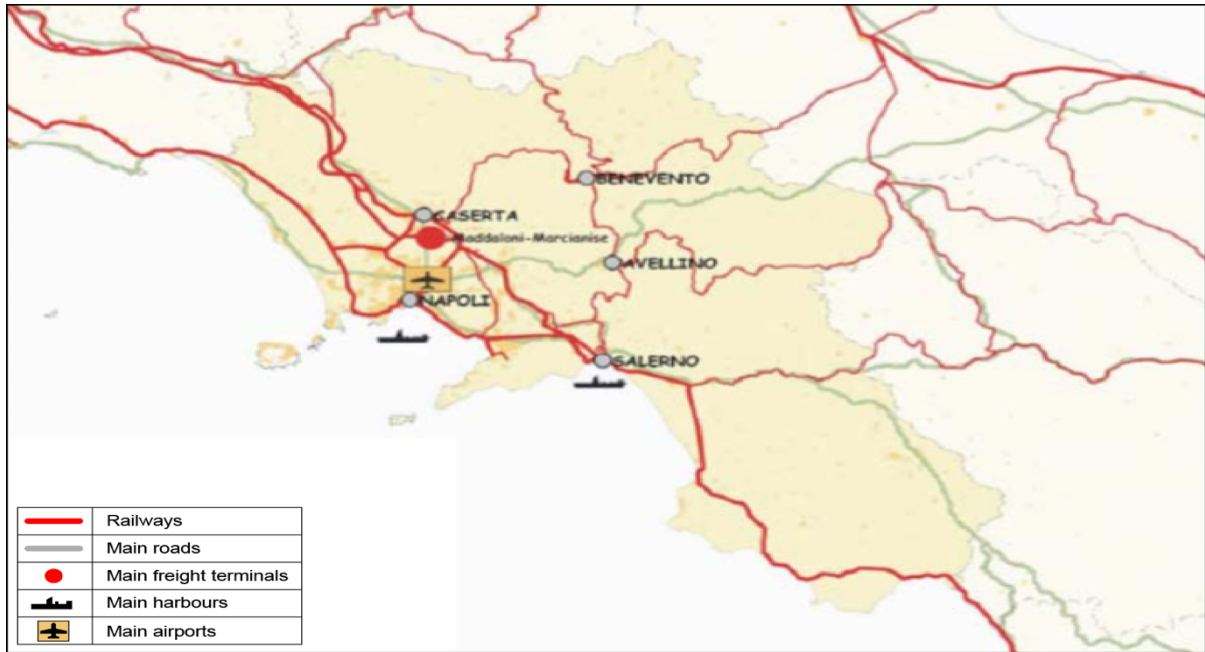 BENEVENTO
CASERTA
Maddaloni-Marcianise
AVELLINO
NAPOLI
SALERNO
Railways
Main roads
Main freight terminals
Main harbours
Main airports